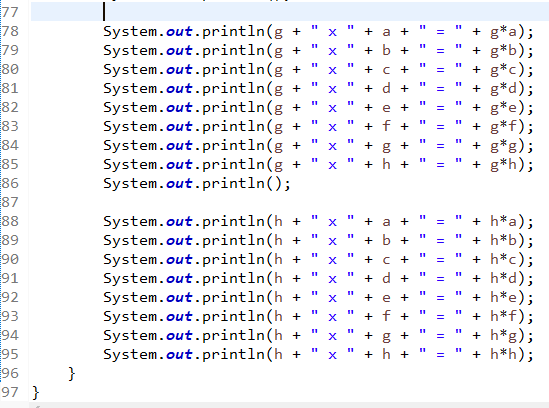 77
78 System.out.println(g + " x " + a + " = " + g*a);
79 System.out.println(g + " x " + b + " = " + g*b);
80 System.out.println(g + " x " + c + " = " + g*c);
81 System.out.println(g + " x " + d + " = " + g*d);
82 System.out.println(g + " x " + e + " = " + g*e);
83 System.out.println(g + " x " + f + " = " + g*f);
84 System.out.println(g + " x " + g + " = " + g*g);
85 System.out.println(g + " x " + h + " = " + g*h);
86 System.out.println();
87
88 System.out.println(h + " x " + a + " = " + h*a);
89 System.out.println(h + " x " + b + " = " + h*b);
90 System.out.println(h + " x " + c + " = " + h*c);
91 System.out.println(h + " x " + d + " = " + h*d);
92 System.out.println(h + " x " + e + " = " + h*e);
93 System.out.println(h + " x " + f + " = " + h*f);
94 System.out.println(h + " x " + g + " = " + h*g);
95 System.out.println(h + " x " + h + " = " + h*h);
96 }
97 }